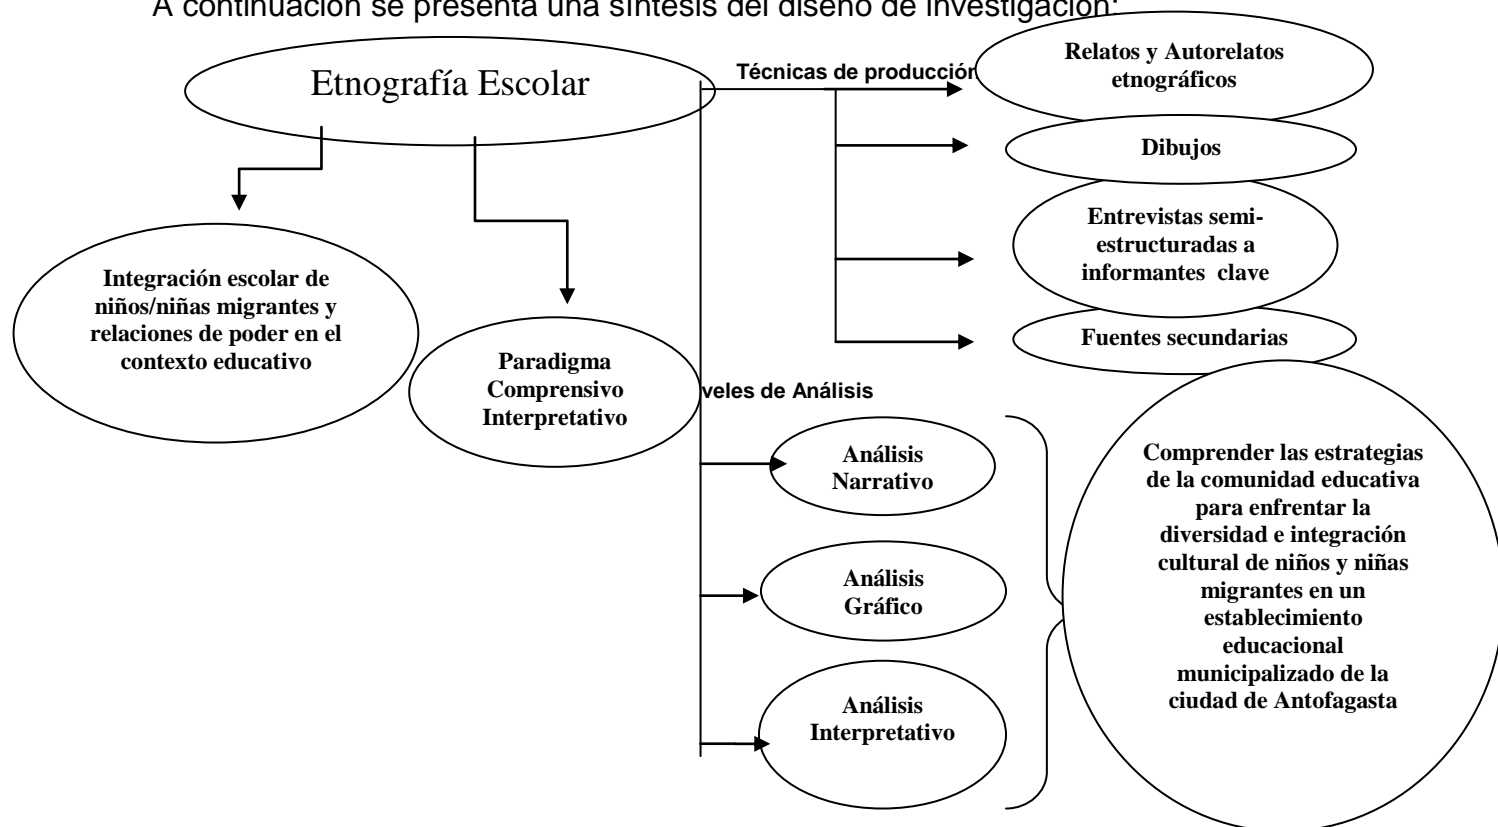 A continuación se presenta una síntesis del diseño de investigación:
Etnografía Escolar
Técnicas de producción
Relatos y Autorelatos
etnográficos
Dibujos
Entrevistas semi-
estructuradas a
informantes clave
Fuentes secundarias
Integración escolar de
niños/niñas migrantes y
relaciones de poder en el
contexto educativo
Paradigma
Comprensivo
Interpretativo
veles de Análisis
Análisis
Narrativo
Análisis
Gráfico
Análisis
Interpretativo
Comprender las estrategias
de la comunidad educativa
para enfrentar la
diversidad e integración
cultural de niños y niñas
migrantes en un
establecimiento
educacional
municipalizado de la
ciudad de Antofagasta